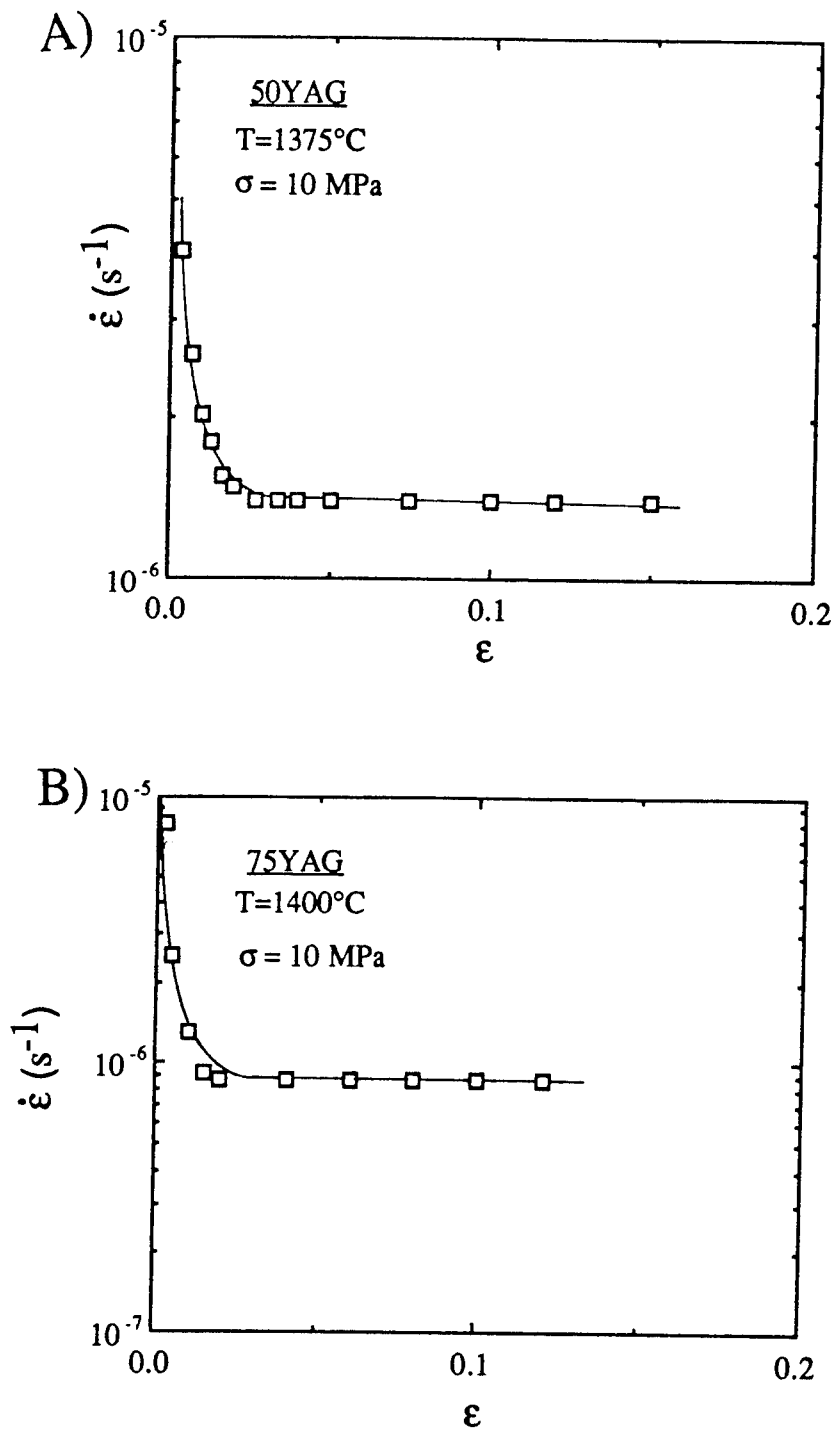 A)
10⁻⁵
50YAG
T=1375°C
σ = 10 MPa
ε̇ (s⁻¹)
10⁻⁶
0.0 0.1 0.2
ε
B)
10⁻⁵
75YAG
T=1400°C
σ = 10 MPa
ε̇ (s⁻¹)
10⁻⁶
10⁻⁷
0.0 0.1 0.2
ε